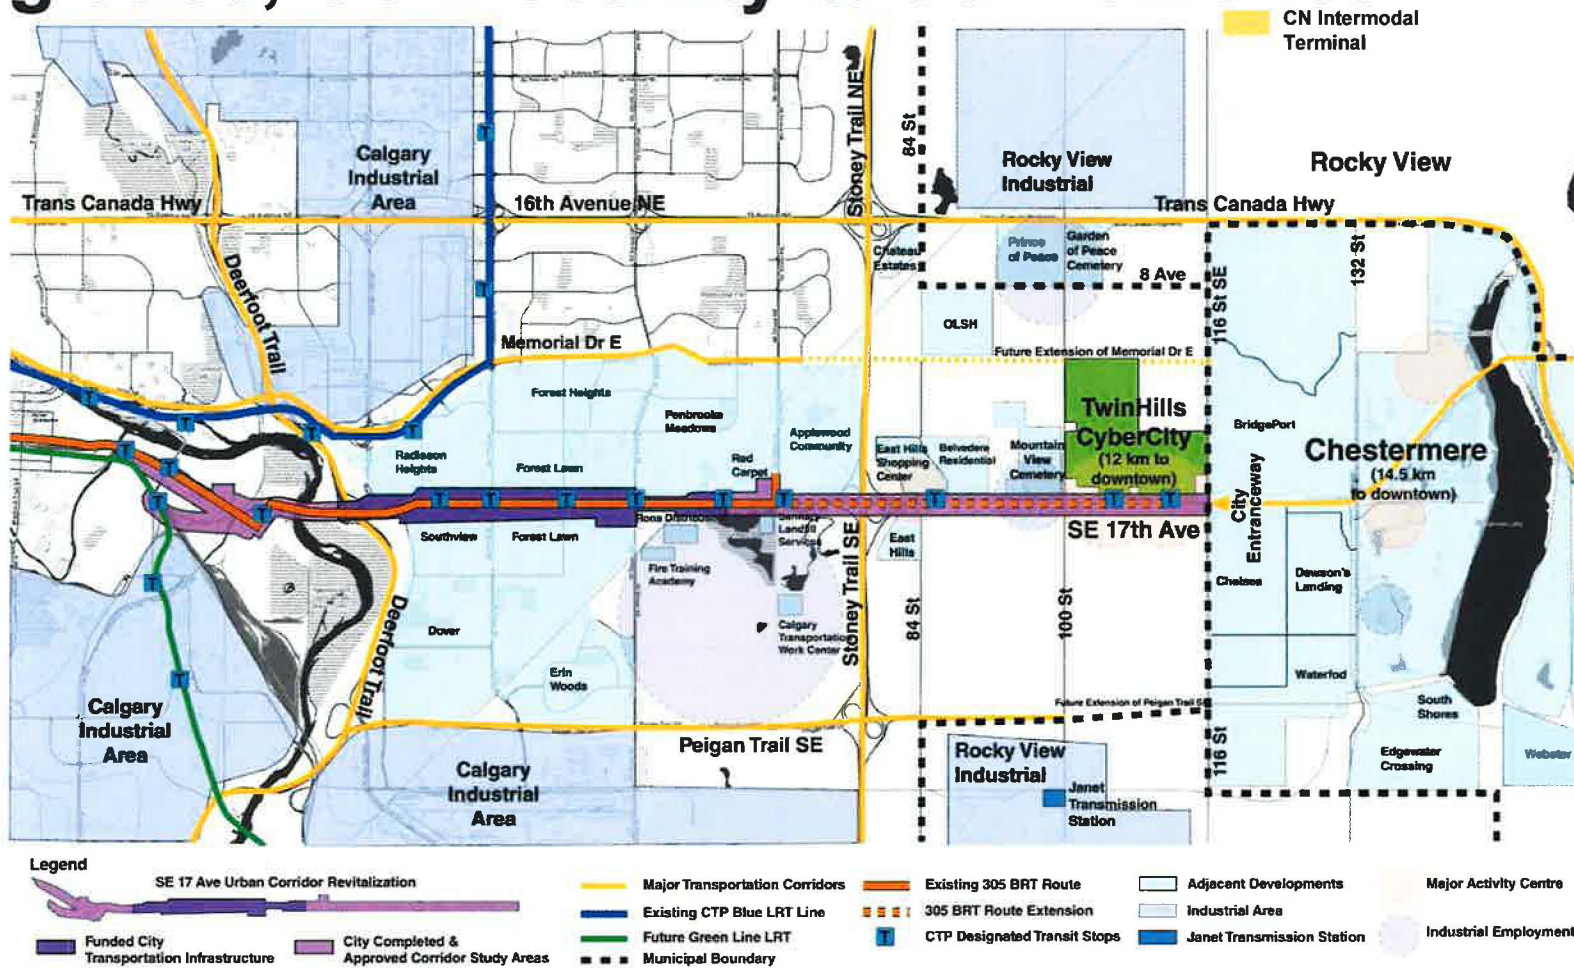 CN Intermodal
Terminal
Calgary
Industrial
Area
Stoney Trail NE
84 St
Rocky View
Industrial
Rocky View
Trans Canada Hwy
16th Avenue NE
Trans Canada Hwy
Deerfoot Trail
Chateau
Estates
Prince
of Peace
Garden
of Peace
Cemetery
8 Ave
116 St SE
132 St
OLSH
Memorial Dr E
Future Extension of Memorial Dr E
Forest Heights
Penbrooke
Meadows
Applewood
Community
TwinHills
CyberCity
(12 km to
downtown)
BridgePort
Chestermere
(14.5 km
to downtown)
Radisson
Heights
Forest Lawn
Red
Carpet
East Hills
Shopping
Center
Belvedere
Residential
Mountain
View
Cemetery
City
Entranceway
SE 17th Ave
Southview
Forest Lawn
Landfill
Services
East
Hills
Fire Training
Academy
Chelsea
Dawson's
Landing
Stoney Trail SE
84 St
100 St
Deerfoot Trail
Dover
Calgary
Transportation
Work Center
Erin
Woods
Waterfod
Calgary
Industrial
Area
Future Extension of Peigan Trail S
South
Shores
Peigan Trail SE
Rocky View
Industrial
116 St
Edgewater
Crossing
Webster
Calgary
Industrial
Area
Janet
Transmission
Station
Legend
SE 17 Ave Urban Corridor Revitalization
Funded City
Transportation Infrastructure
City Completed &
Approved Corridor Study Areas
Major Transportation Corridors
Existing CTP Blue LRT Line
Future Green Line LRT
Municipal Boundary
Existing 305 BRT Route
305 BRT Route Extension
T
CTP Designated Transit Stops
Adjacent Developments
Industrial Area
Janet Transmission Station
Major Activity Centre
Industrial Employment